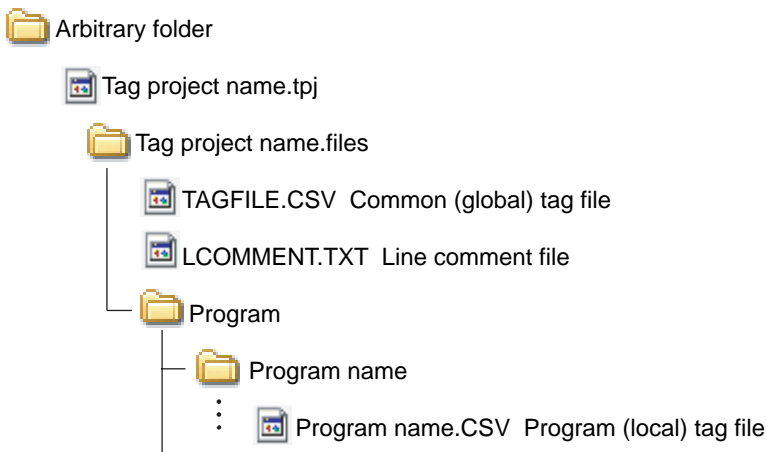 Arbitrary folder
Tag project name.tpj
Tag project name.files
TAGFILE.CSV  Common (global) tag file
LCOMMENT.TXT  Line comment file
Program
Program name
Program name.CSV  Program (local) tag file